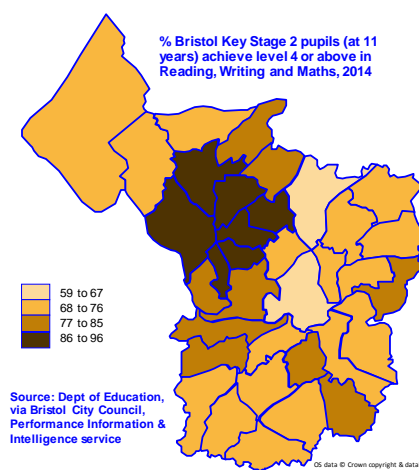 % Bristol Key Stage 2 pupils (at 11
years) achieve level 4 or above in
Reading, Writing and Maths, 2014
59 to 67
68 to 76
77 to 85
86 to 96
Source: Dept of Education,
via Bristol City Council,
Performance Information &
Intelligence service
OS data © Crown copyright & data